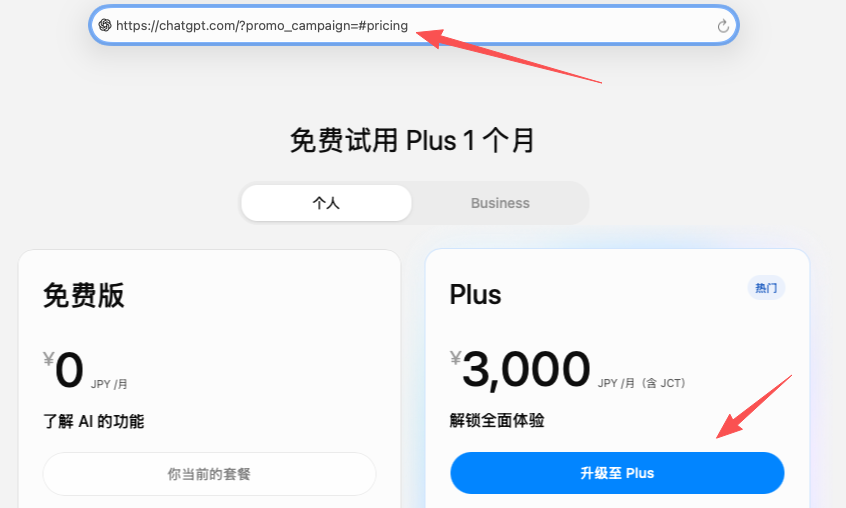 https://chatgpt.com/?promo_campaign=#pricing
免费试用 Plus 1 个月
个人
Business
免费版
¥0 JPY /月
了解 AI 的功能
你当前的套餐
Plus
热门
¥3,000 JPY /月（含 JCT）
解锁全面体验
升级至 Plus